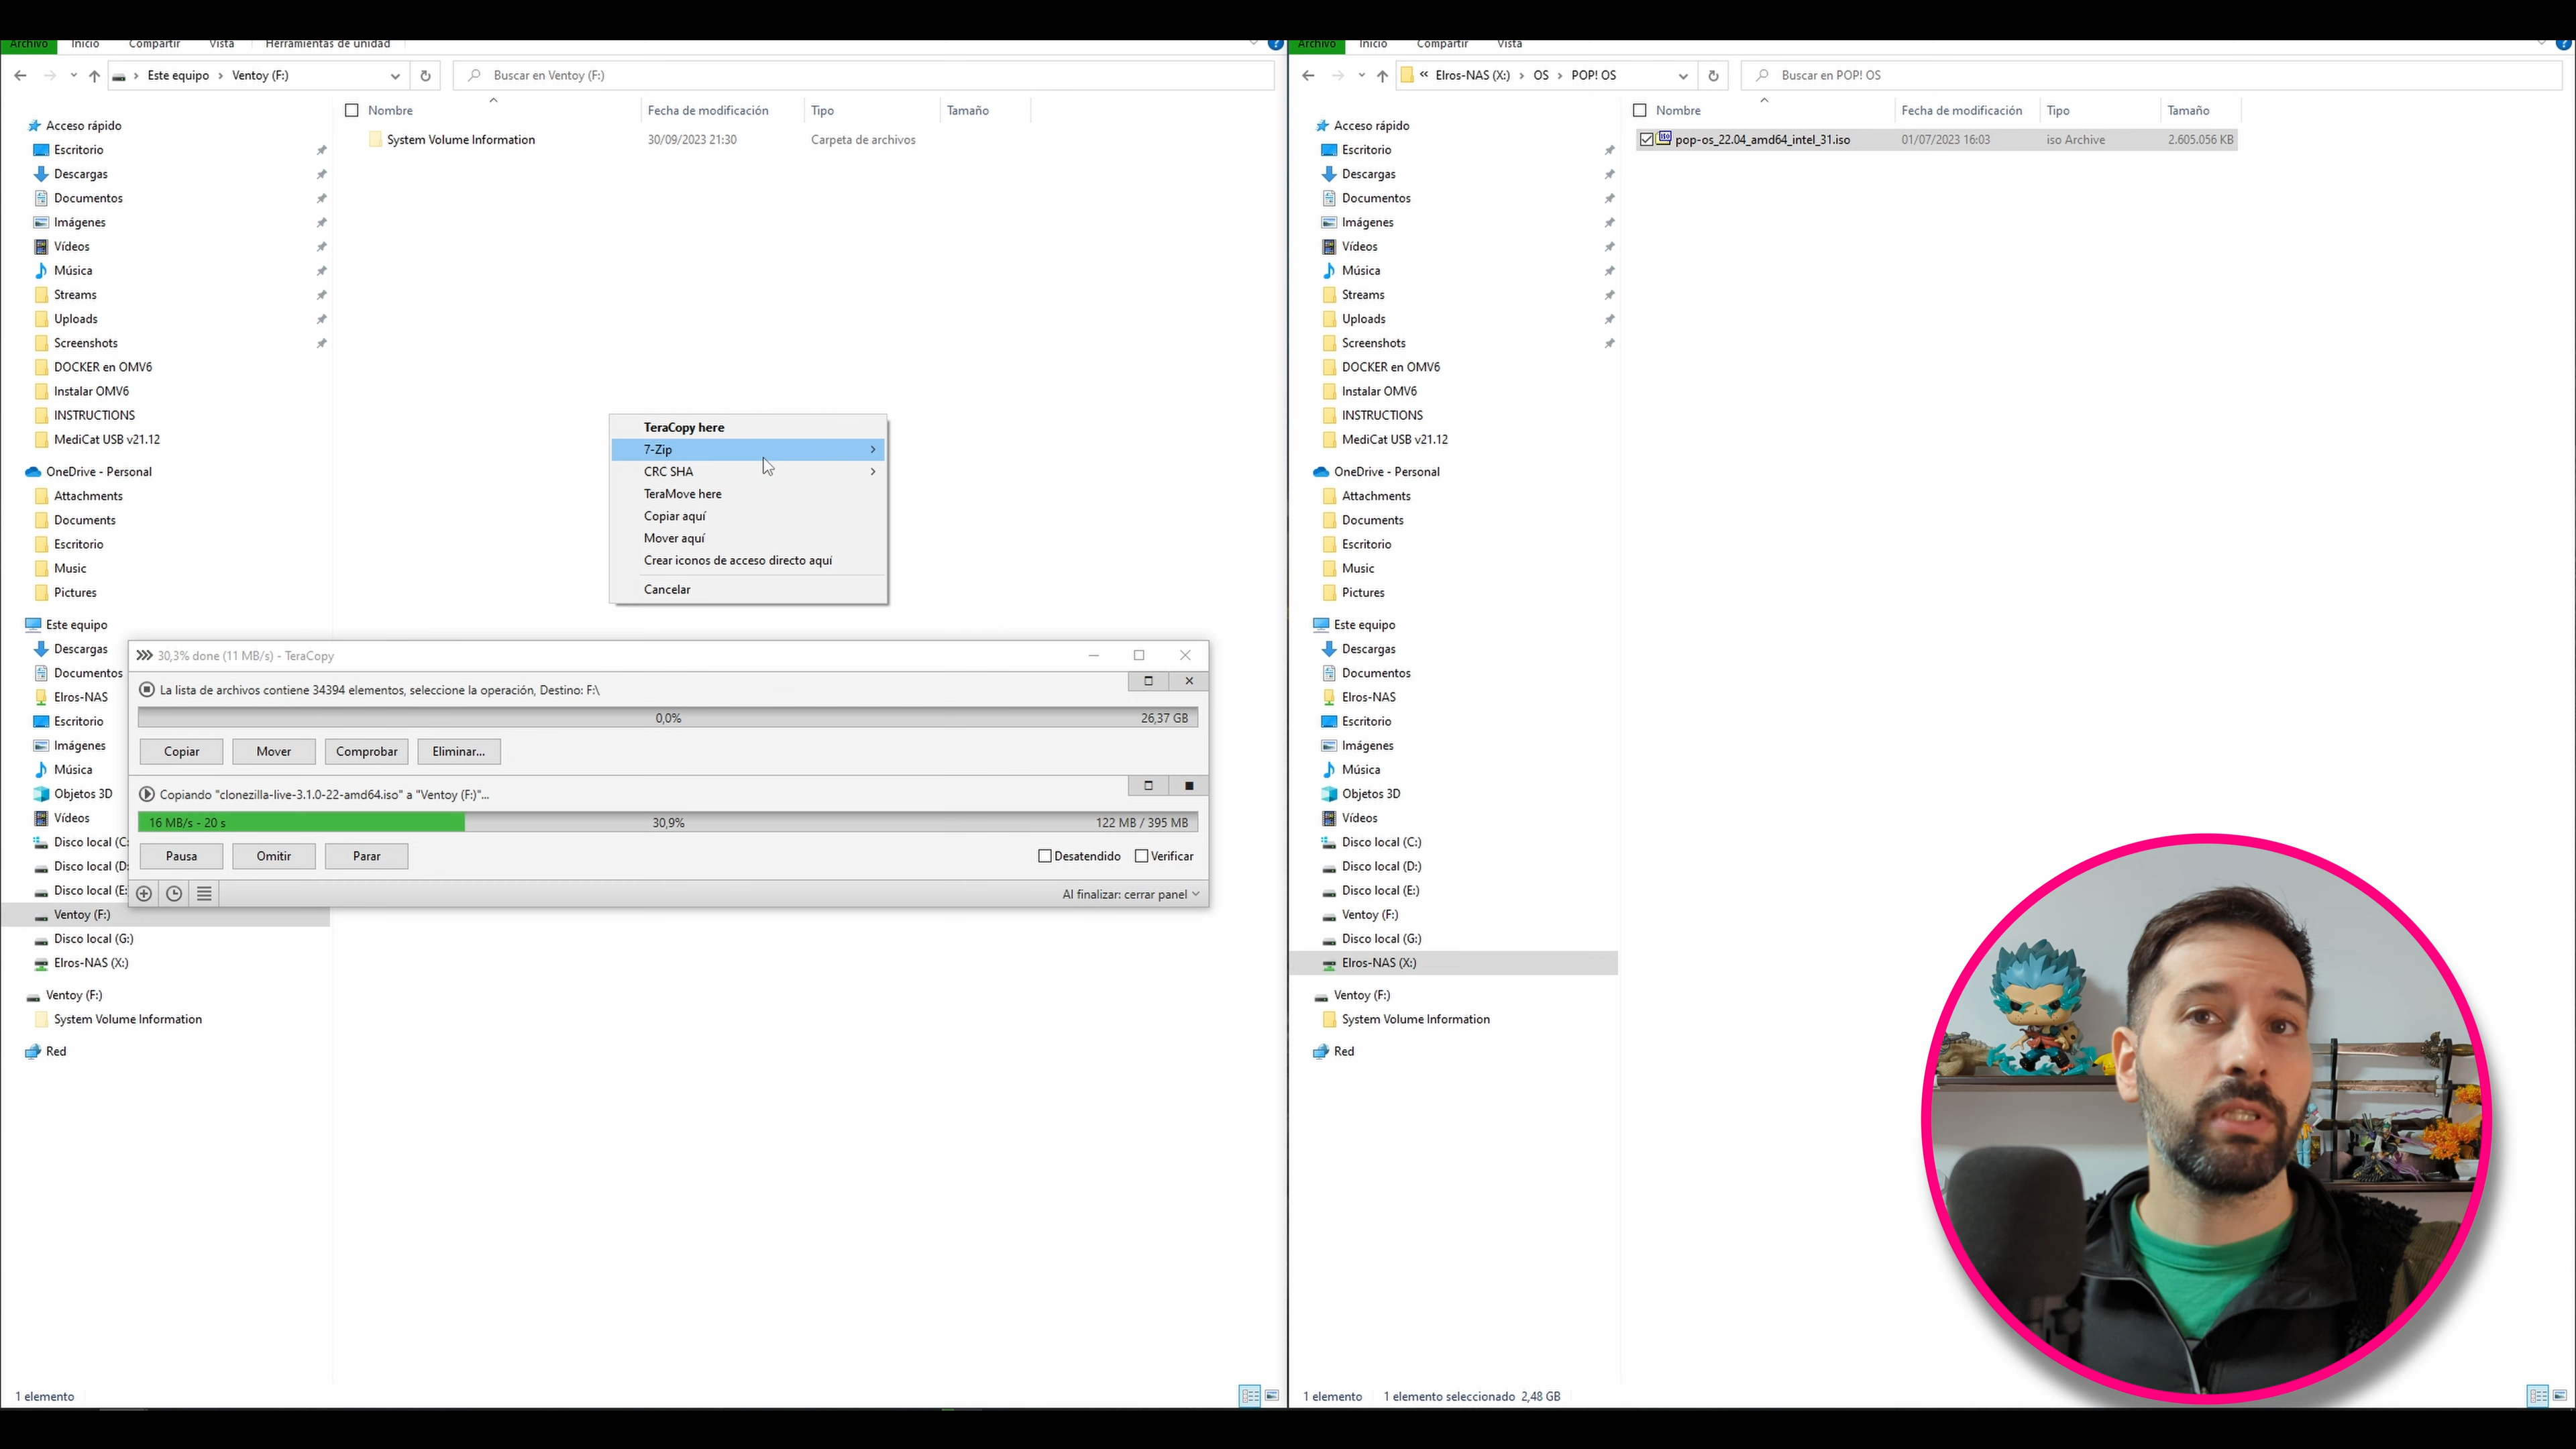 Archivo Inicio Compartir Vista Herramientas de unidad
Este equipo Ventoy (F:) Buscar en Ventoy (F:)
Nombre Fecha de modificación Tipo Tamaño
System Volume Information 30/09/2023 21:30 Carpeta de archivos
Acceso rápido
Escritorio
Descargas
Documentos
Imágenes
Vídeos
Música
Streams
Uploads
Screenshots
DOCKER en OMV6
Instalar OMV6
INSTRUCTIONS
MediCat USB v21.12
OneDrive - Personal
Attachments
Documents
Escritorio
Music
Pictures
Este equipo
Descargas
Documentos
Elros-NAS
Escritorio
Imágenes
Música
Objetos 3D
Vídeos
Disco local (C:
Disco local (D:
Disco local (E:
Ventoy (F:)
Disco local (G:)
Elros-NAS (X:)
Ventoy (F:)
System Volume Information
Red
1 elemento
TeraCopy here
7-Zip
CRC SHA
TeraMove here
Copiar aquí
Mover aquí
Crear iconos de acceso directo aquí
Cancelar
30,3% done (11 MB/s) - TeraCopy
La lista de archivos contiene 34394 elementos, seleccione la operación, Destino: F:\
0,0% 26,37 GB
Copiar Mover Comprobar Eliminar...
Copiando "clonezilla-live-3.1.0-22-amd64.iso" a "Ventoy (F:)"...
16 MB/s - 20 s 30,9% 122 MB / 395 MB
Pausa Omitir Parar Desatendido Verificar
Al finalizar: cerrar panel
Archivo Inicio Compartir Vista
« Elros-NAS (X:) OS POP! OS Buscar en POP! OS
Nombre Fecha de modificación Tipo Tamaño
pop-os_22.04_amd64_intel_31.iso 01/07/2023 16:03 iso Archive 2.605.056 KB
Acceso rápido
Escritorio
Descargas
Documentos
Imágenes
Vídeos
Música
Streams
Uploads
Screenshots
DOCKER en OMV6
Instalar OMV6
INSTRUCTIONS
MediCat USB v21.12
OneDrive - Personal
Attachments
Documents
Escritorio
Music
Pictures
Este equipo
Descargas
Documentos
Elros-NAS
Escritorio
Imágenes
Música
Objetos 3D
Vídeos
Disco local (C:)
Disco local (D:)
Disco local (E:)
Ventoy (F:)
Disco local (G:)
Elros-NAS (X:)
Ventoy (F:)
System Volume Information
Red
1 elemento 1 elemento seleccionado 2,48 GB